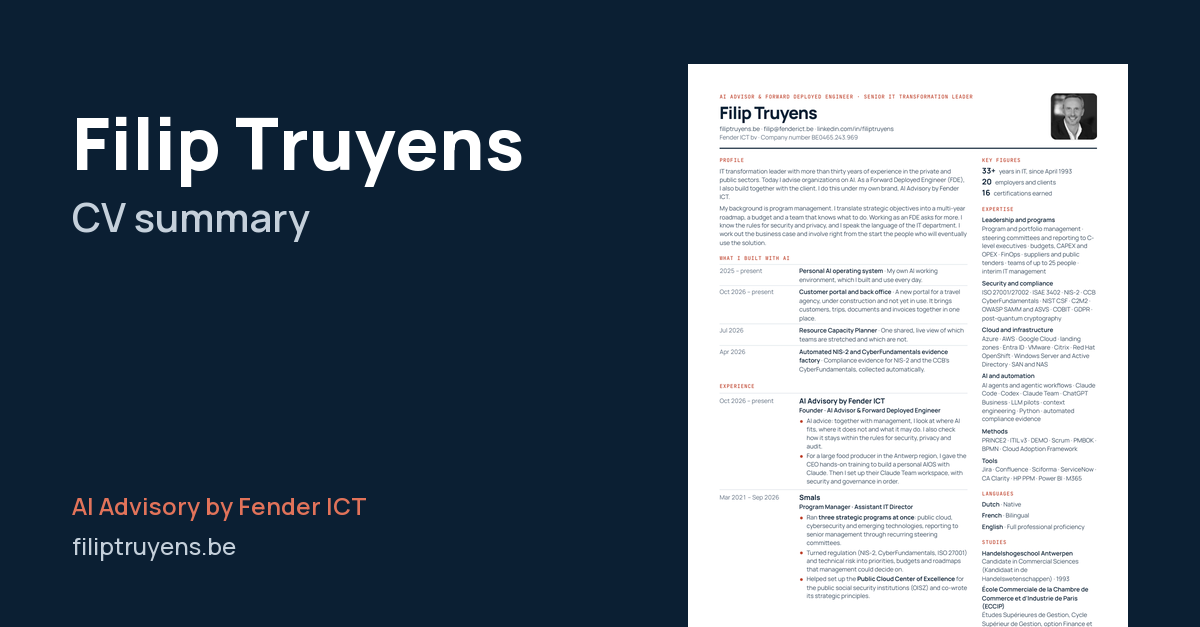 Filip Truyens
CV summary
AI Advisory by Fender ICT
filiptruyens.be
AI ADVISOR & FORWARD DEPLOYED ENGINEER · SENIOR IT TRANSFORMATION LEADER
Filip Truyens
filiptruyens.be · filip@fenderict.be · linkedin.com/in/filiptruyens
Fender ICT bv · Company number BE0465.243.969
PROFILE
IT transformation leader with more than thirty years of experience in the private and
public sectors. Today I advise organizations on AI. As a Forward Deployed Engineer (FDE),
I also build together with the client. I do this under my own brand, AI Advisory by Fender
ICT.
My background is program management. I translate strategic objectives into a multi-year
roadmap, a budget and a team that knows what to do. Working as an FDE asks for more. I
know the rules for security and privacy, and I speak the language of the IT department. I
work out the business case and involve right from the start the people who will eventually
use the solution.
WHAT I BUILT WITH AI
2025 – present
Personal AI operating system · My own AI working
environment, which I built and use every day.
Oct 2026 – present
Customer portal and back office · A new portal for a travel
agency, under construction and not yet in use. It brings
customers, trips, documents and invoices together in one
place.
Jul 2026
Resource Capacity Planner · One shared, live view of which
teams are stretched and which are not.
Apr 2026
Automated NIS-2 and CyberFundamentals evidence
factory · Compliance evidence for NIS-2 and the CCB's
CyberFundamentals, collected automatically.
EXPERIENCE
Oct 2026 – present
AI Advisory by Fender ICT
Founder · AI Advisor & Forward Deployed Engineer
AI advice: together with management, I look at where AI
fits, where it does not and what it may do. I also check
how it stays within the rules for security, privacy and
audit.
For a large food producer in the Antwerp region, I gave the
CEO hands-on training to build a personal AIOS with
Claude. Then I set up their Claude Team workspace, with
security and governance in order.
Mar 2021 – Sep 2026
Smals
Program Manager · Assistant IT Director
Ran three strategic programs at once: public cloud,
cybersecurity and emerging technologies, reporting to
senior management through recurring steering
committees.
Turned regulation (NIS-2, CyberFundamentals, ISO 27001)
and technical risk into priorities, budgets and roadmaps
that management could decide on.
Helped set up the Public Cloud Center of Excellence for
the public social security institutions (OISZ) and co-wrote
its strategic principles.
KEY FIGURES
33+ years in IT, since April 1993
20 employers and clients
16 certifications earned
EXPERTISE
Leadership and programs
Program and portfolio management ·
steering committees and reporting to C-
level executives · budgets, CAPEX and
OPEX · FinOps · suppliers and public
tenders · teams of up to 25 people ·
interim IT management
Security and compliance
ISO 27001/27002 · ISAE 3402 · NIS-2 · CCB
CyberFundamentals · NIST CSF · C2M2 ·
OWASP SAMM and ASVS · COBIT · GDPR ·
post-quantum cryptography
Cloud and infrastructure
Azure · AWS · Google Cloud · landing
zones · Entra ID · VMware · Citrix · Red Hat
OpenShift · Windows Server and Active
Directory · SAN and NAS
AI and automation
AI agents and agentic workflows · Claude
Code · Codex · Claude Team · ChatGPT
Business · LLM pilots · context
engineering · Python · automated
compliance evidence
Methods
PRINCE2 · ITIL v3 · DEMO · Scrum · PMBOK ·
BPMN · Cloud Adoption Framework
Tools
Jira · Confluence · Sciforma · ServiceNow ·
CA Clarity · HP PPM · Power BI · M365
LANGUAGES
Dutch · Native
French · Bilingual
English · Full professional proficiency
STUDIES
Handelshogeschool Antwerpen
Candidate in Commercial Sciences
(Kandidaat in de
Handelswetenschappen) · 1993
École Commerciale de la Chambre de
Commerce et d'Industrie de Paris
(ECCIP)
Études Supérieures de Gestion, Cycle
Supérieur de Gestion, option Finance et